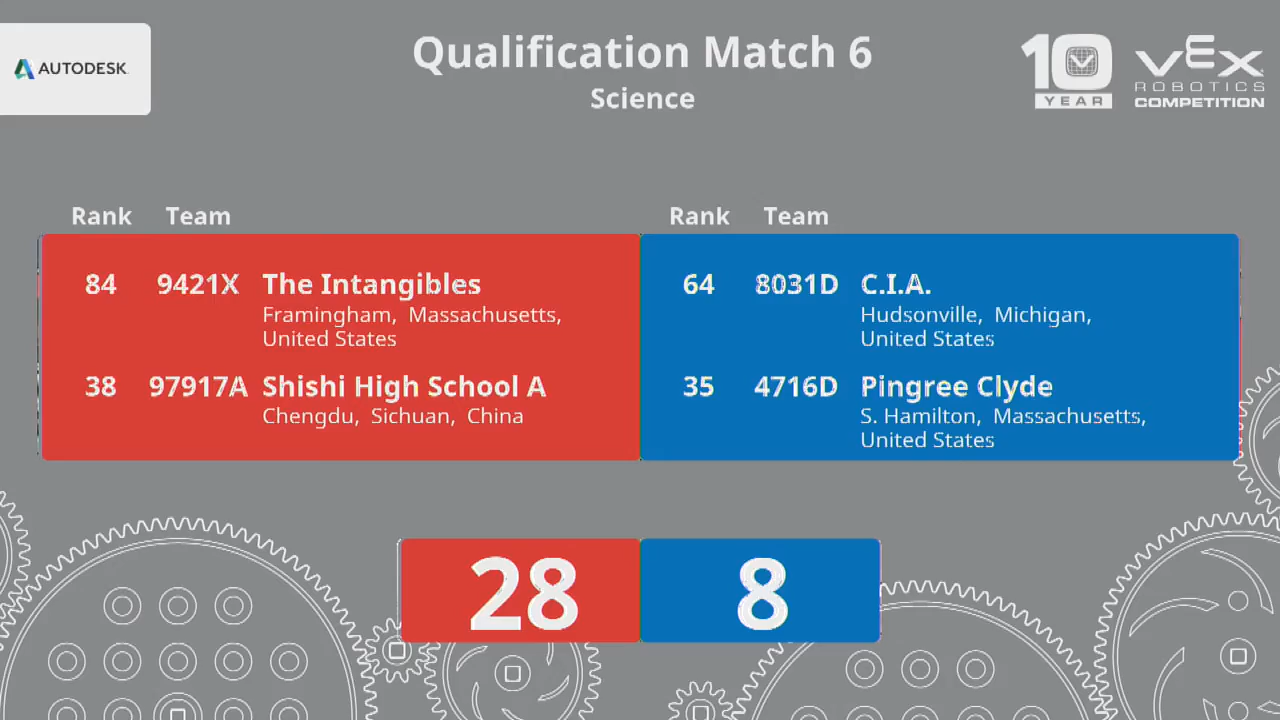 AUTODESK
Qualification Match 6
Science
10 YEAR
VEX
ROBOTICS
COMPETITION
Rank Team
84 9421X The Intangibles
Framingham, Massachusetts,
United States
38 97917A Shishi High School A
Chengdu, Sichuan, China
Rank Team
64 8031D C.I.A.
Hudsonville, Michigan,
United States
35 4716D Pingree Clyde
S. Hamilton, Massachusetts,
United States
28 8